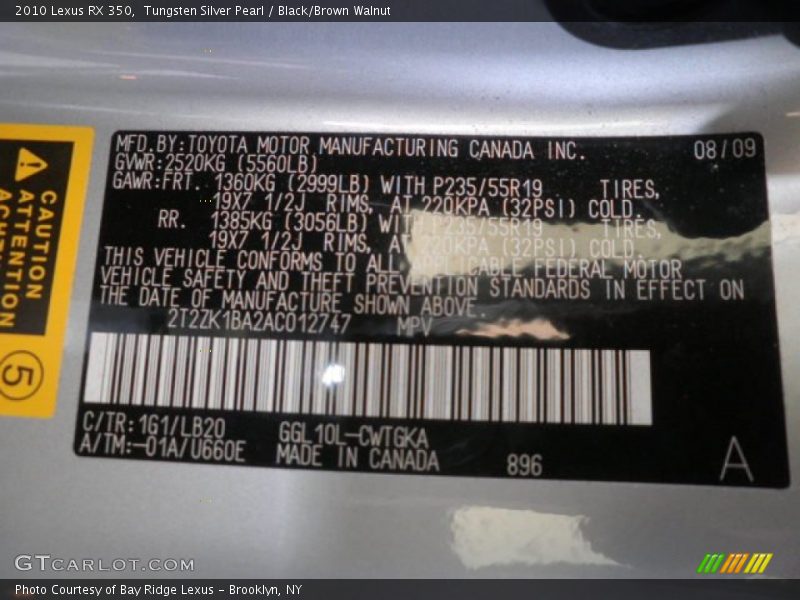 2010 Lexus RX 350,  Tungsten Silver Pearl / Black/Brown Walnut
MFD.BY:TOYOTA MOTOR MANUFACTURING CANADA INC. 08/09
GVWR:2520KG (5560LB)
GAWR:FRT. 1360KG (2999LB) WITH P235/55R19 TIRES,
19X7 1/2J RIMS, AT 220KPA (32PSI) COLD.
RR. 1385KG (3056LB) WITH P235/55R19 TIRES,
19X7 1/2J RIMS, AT 220KPA (32PSI) COLD.
THIS VEHICLE CONFORMS TO ALL APPLICABLE FEDERAL MOTOR
VEHICLE SAFETY AND THEFT PREVENTION STANDARDS IN EFFECT ON
THE DATE OF MANUFACTURE SHOWN ABOVE.
2T2ZK1BA2AC012747 MPV
C/TR:1G1/LB20 GGL10L-CWTGKA
A/TM:-01A/U660E MADE IN CANADA 896 A
CAUTION
ATTENTION
5
GTCARLOT.COM
Photo Courtesy of Bay Ridge Lexus - Brooklyn, NY